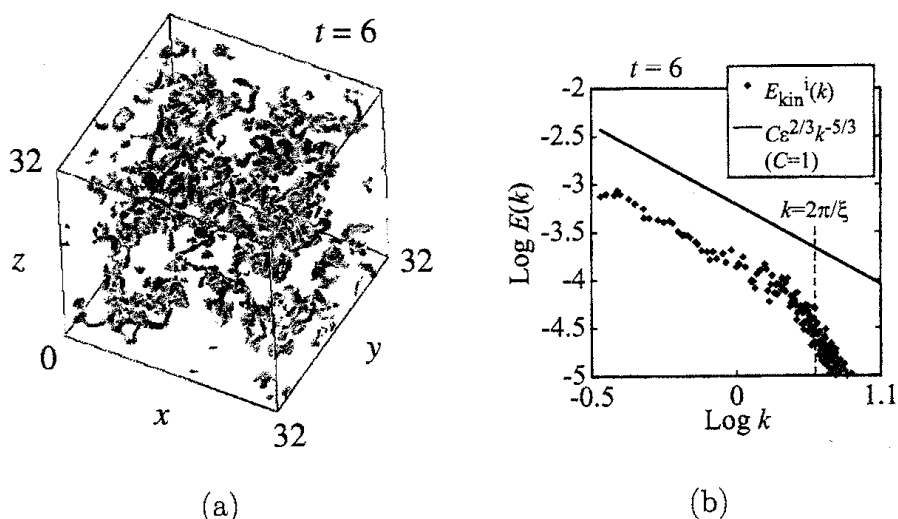 t = 6
32
z
0
x
32
y
32
(a)
t = 6
E_kin^i(k)
Cε^2/3 k^-5/3
(C=1)
k=2π/ξ
Log E(k)
-2
-2.5
-3
-3.5
-4
-4.5
-5
-0.5
0
1.1
Log k
(b)